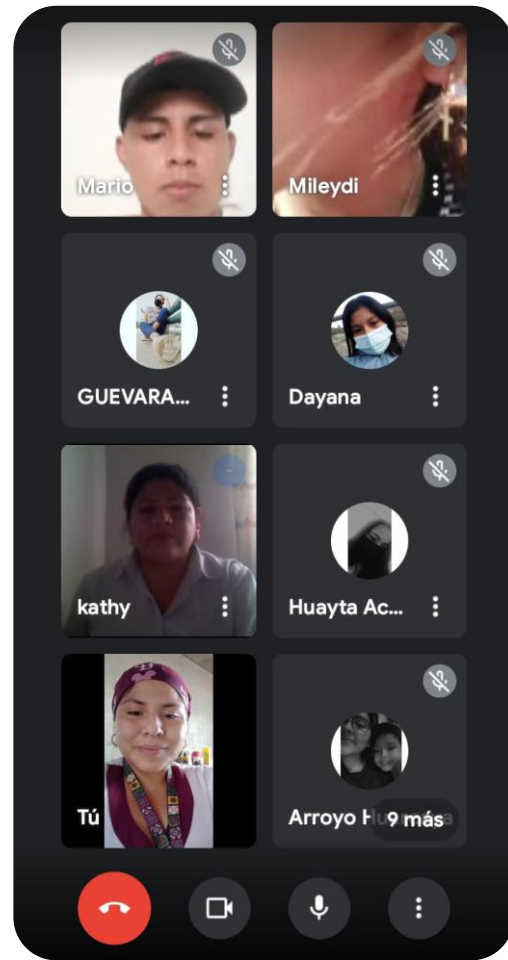 Mario
Mileydi
GUEVARA...
Dayana
kathy
Huayta Ac...
Tú
Arroyo
9 más